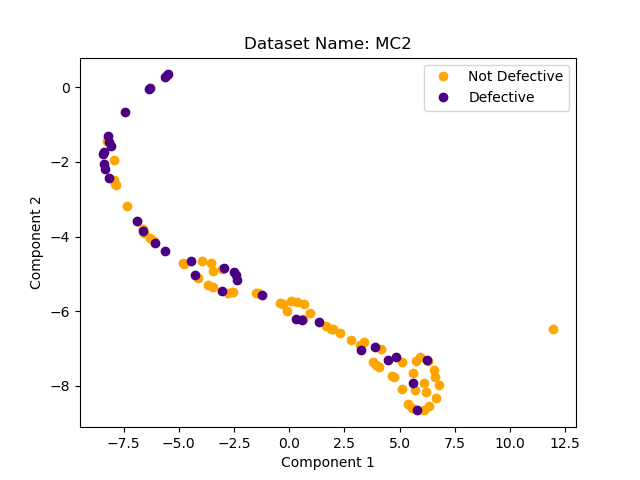 Dataset Name: MC2
Not Defective
Defective
0
−2
−4
−6
−8
Component 2
−7.5 −5.0 −2.5 0.0 2.5 5.0 7.5 10.0 12.5
Component 1